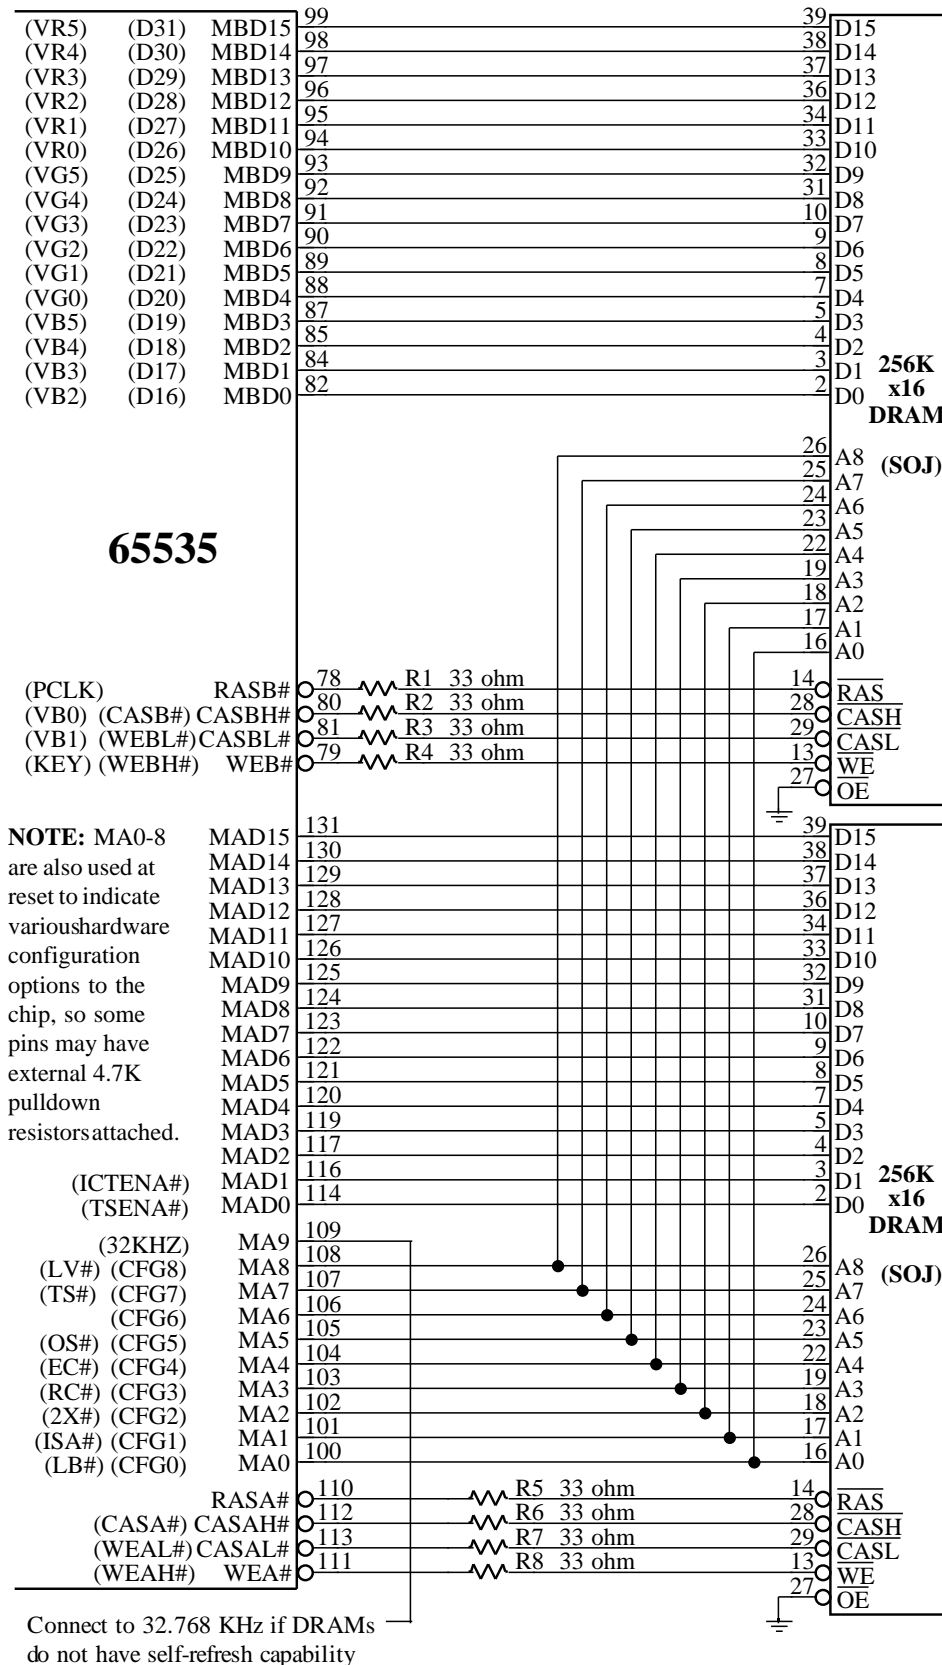 (VR5) (D31) MBD15 99 39 D15
(VR4) (D30) MBD14 98 38 D14
(VR3) (D29) MBD13 97 37 D13
(VR2) (D28) MBD12 96 36 D12
(VR1) (D27) MBD11 95 34 D11
(VR0) (D26) MBD10 94 33 D10
(VG5) (D25) MBD9 93 32 D9
(VG4) (D24) MBD8 92 31 D8
(VG3) (D23) MBD7 91 10 D7
(VG2) (D22) MBD6 90 9 D6
(VG1) (D21) MBD5 89 8 D5
(VG0) (D20) MBD4 88 7 D4
(VB5) (D19) MBD3 87 5 D3
(VB4) (D18) MBD2 85 4 D2
(VB3) (D17) MBD1 84 3 D1
(VB2) (D16) MBD0 82 2 D0
256K
x16
DRAM
(SOJ)
26 A8
25 A7
24 A6
23 A5
22 A4
19 A3
18 A2
17 A1
16 A0
65535
(PCLK) RASB# 78 R1 33 ohm 14 RAS
(VB0) (CASB#) CASBH# 80 R2 33 ohm 28 CASH
(VB1) (WEBL#) CASBL# 81 R3 33 ohm 29 CASL
(KEY) (WEBH#) WEB# 79 R4 33 ohm 13 WE
27 OE
NOTE: MA0-8
are also used at
reset to indicate
varioushardware
configuration
options to the
chip, so some
pins may have
external 4.7K
pulldown
resistorsattached.
MAD15 131 39 D15
MAD14 130 38 D14
MAD13 129 37 D13
MAD12 128 36 D12
MAD11 127 34 D11
MAD10 126 33 D10
MAD9 125 32 D9
MAD8 124 31 D8
MAD7 123 10 D7
MAD6 122 9 D6
MAD5 121 8 D5
MAD4 120 7 D4
MAD3 119 5 D3
MAD2 117 4 D2
(ICTENA#) MAD1 116 3 D1
(TSENA#) MAD0 114 2 D0
256K
x16
DRAM
(SOJ)
(32KHZ) MA9 109
(LV#) (CFG8) MA8 108 26 A8
(TS#) (CFG7) MA7 107 25 A7
(CFG6) MA6 106 24 A6
(OS#) (CFG5) MA5 105 23 A5
(EC#) (CFG4) MA4 104 22 A4
(RC#) (CFG3) MA3 103 19 A3
(2X#) (CFG2) MA2 102 18 A2
(ISA#) (CFG1) MA1 101 17 A1
(LB#) (CFG0) MA0 100 16 A0
RASA# 110 R5 33 ohm 14 RAS
(CASA#) CASAH# 112 R6 33 ohm 28 CASH
(WEAL#) CASAL# 113 R7 33 ohm 29 CASL
(WEAH#) WEA# 111 R8 33 ohm 13 WE
27 OE
Connect to 32.768 KHz if DRAMs
do not have self-refresh capability